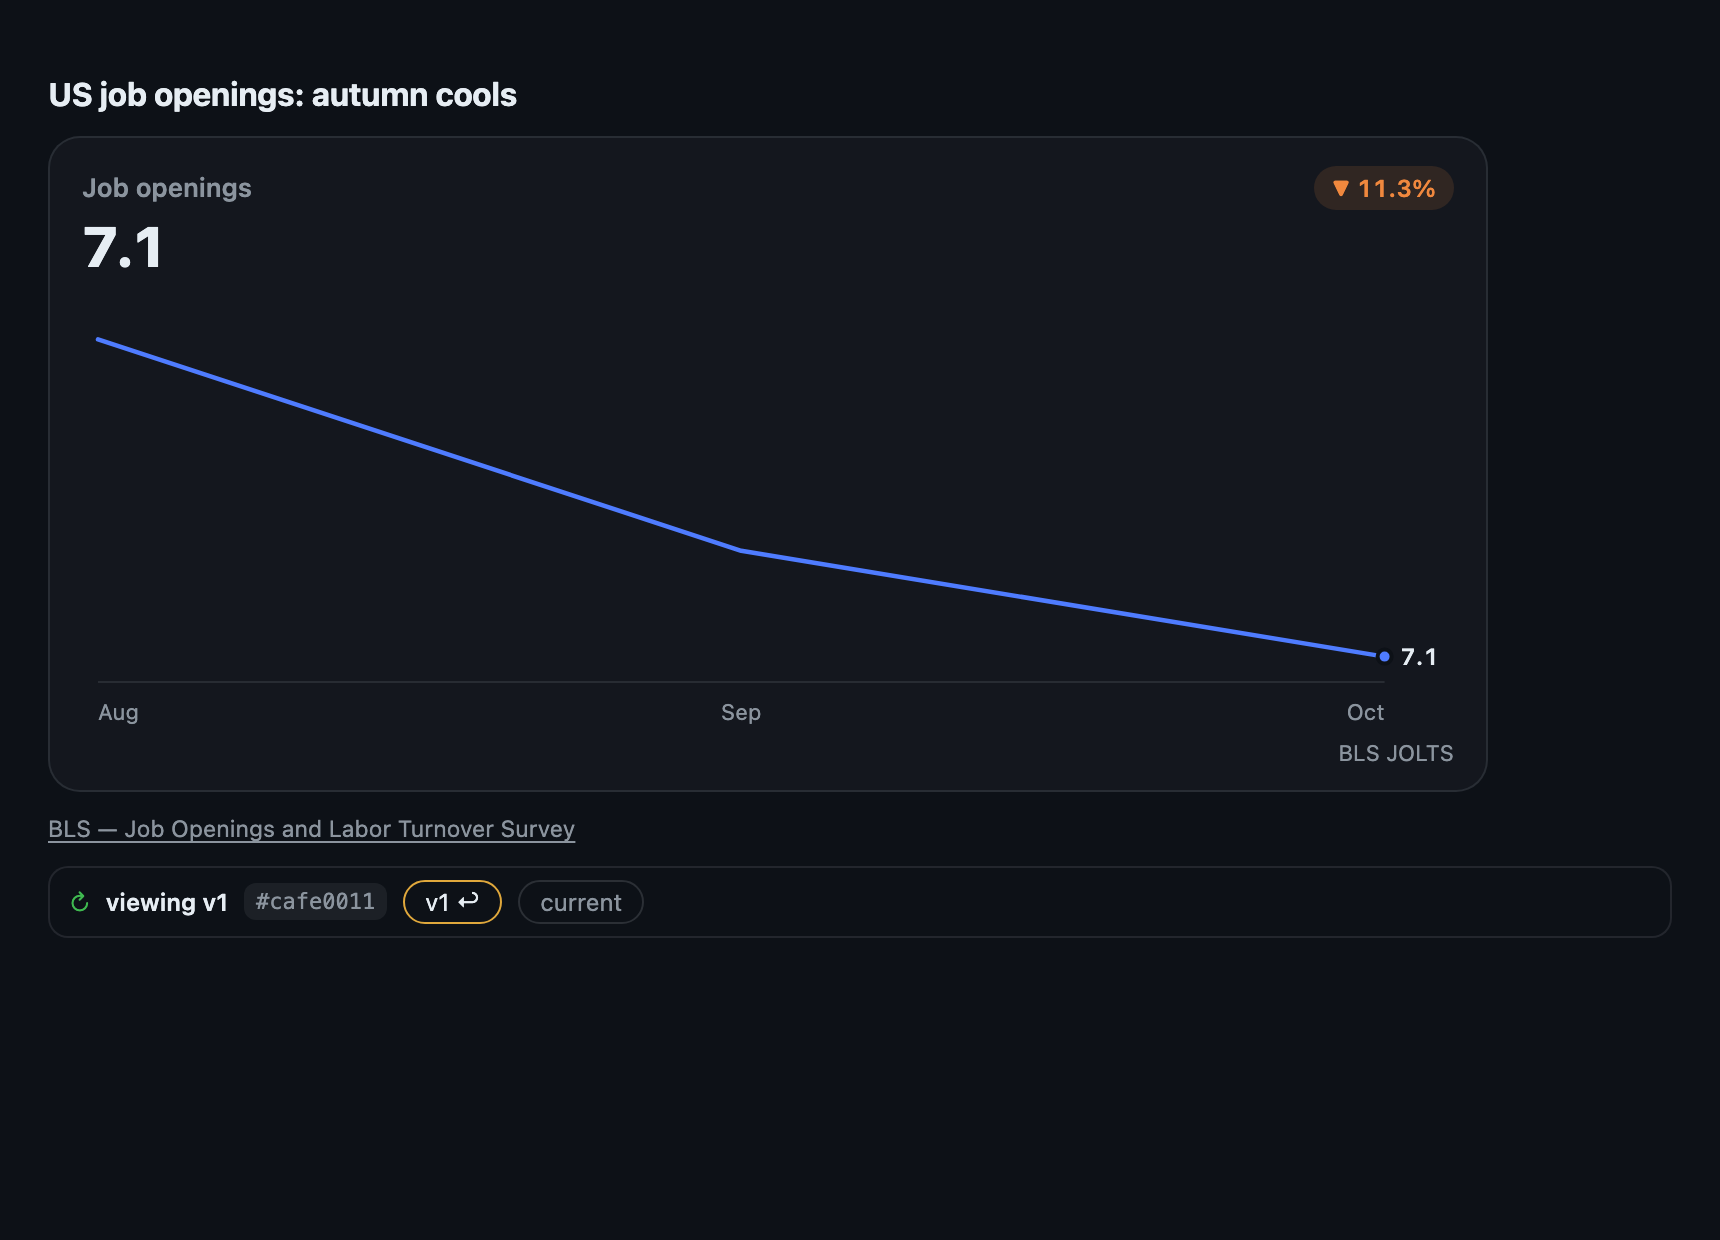 US job openings: autumn cools
Job openings
▼ 11.3%
7.1
7.1
Aug Sep Oct
BLS JOLTS
BLS — Job Openings and Labor Turnover Survey
↻ viewing v1 #cafe0011 v1 ↩ current